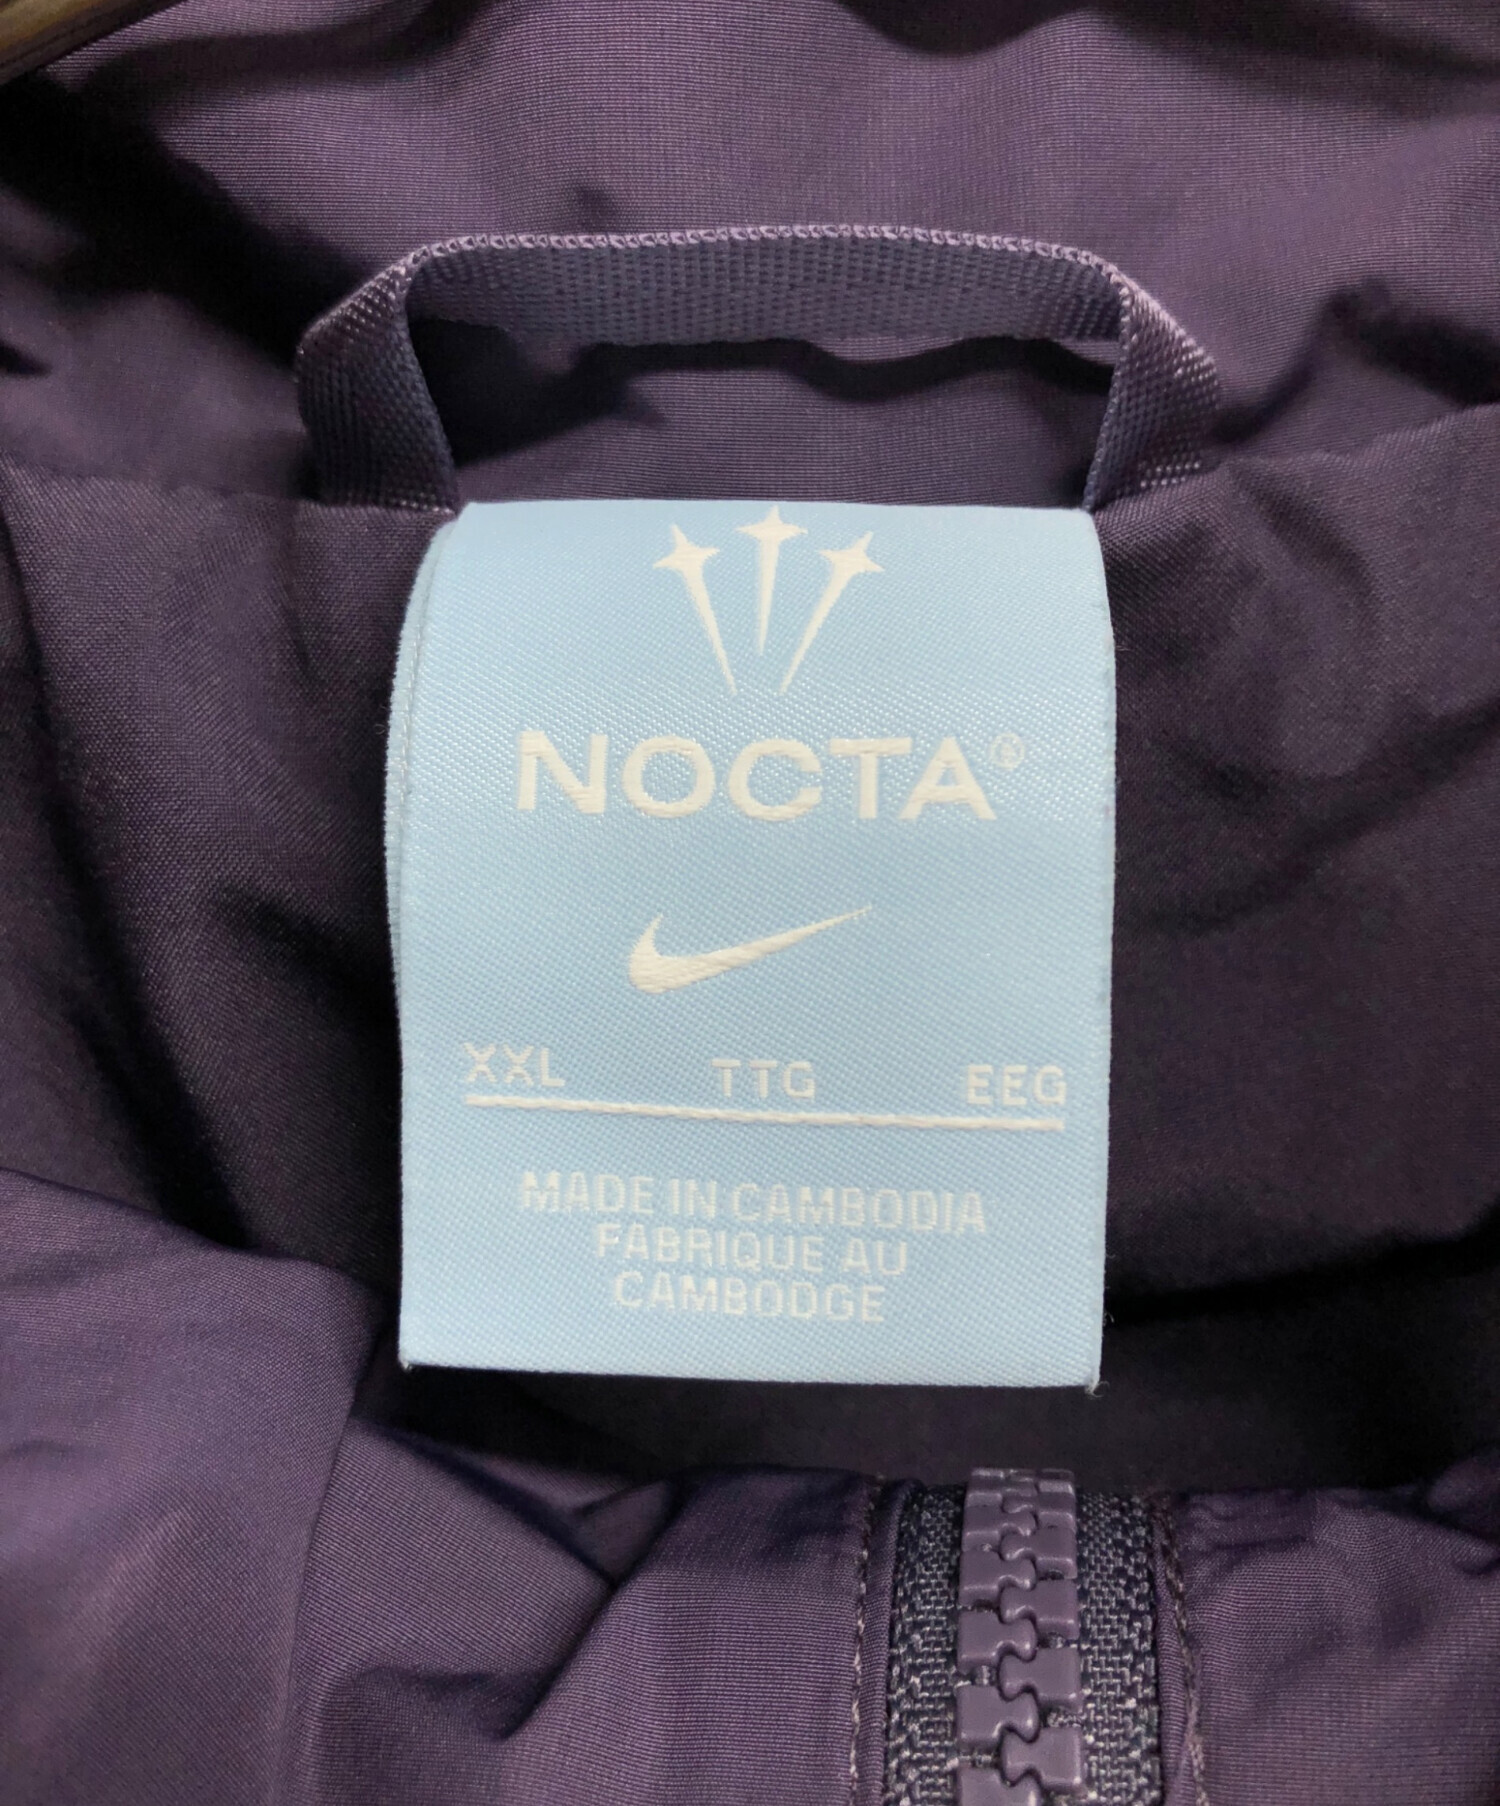 NOCTA®
XXL TTG EEG
MADE IN CAMBODIA
FABRIQUE AU
CAMBODGE